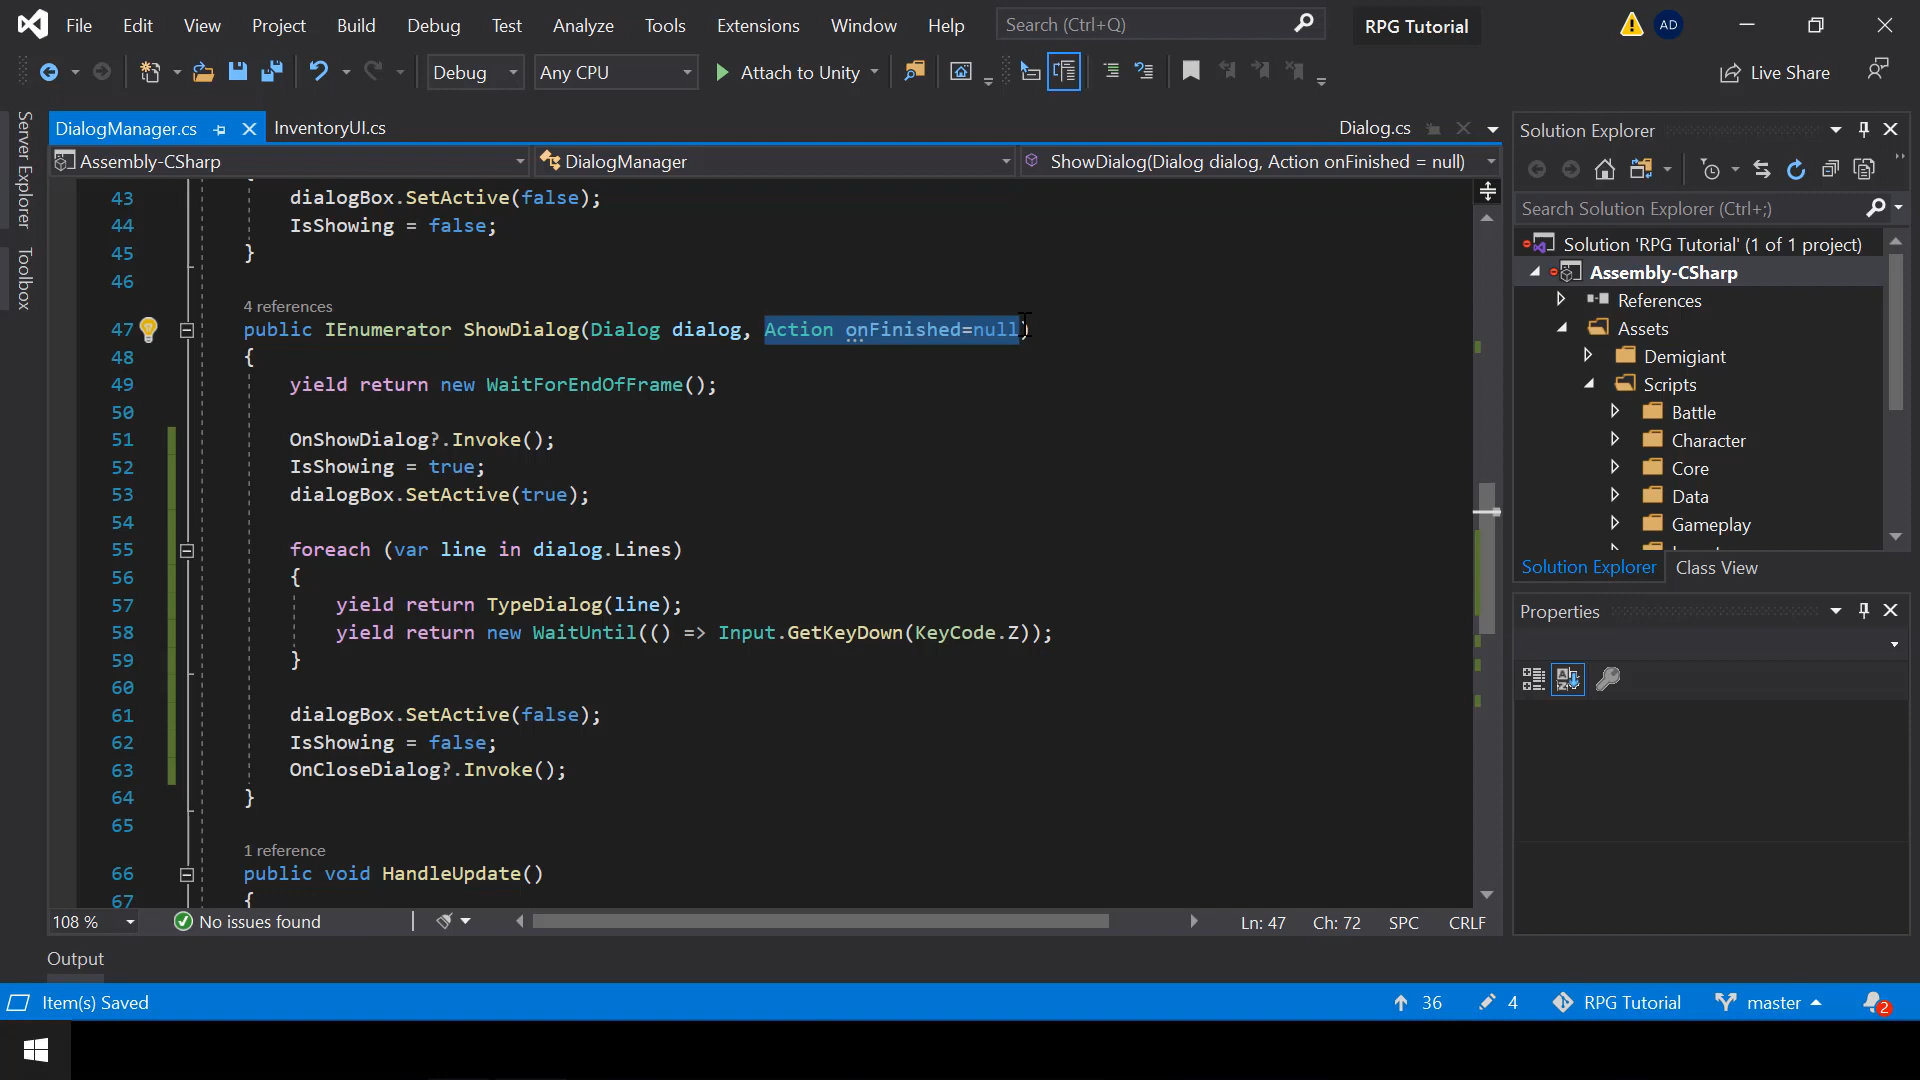 File Edit View Project Build Debug Test Analyze Tools Extensions Window Help Search (Ctrl+Q) RPG Tutorial AD
Debug Any CPU Attach to Unity Live Share
Server Explorer
Toolbox
DialogManager.cs InventoryUI.cs Dialog.cs
Assembly-CSharp DialogManager ShowDialog(Dialog dialog, Action onFinished = null)
43 dialogBox.SetActive(false);
44 IsShowing = false;
45 }
46
4 references
47 public IEnumerator ShowDialog(Dialog dialog, Action onFinished=null)
48 {
49 yield return new WaitForEndOfFrame();
50
51 OnShowDialog?.Invoke();
52 IsShowing = true;
53 dialogBox.SetActive(true);
54
55 foreach (var line in dialog.Lines)
56 {
57 yield return TypeDialog(line);
58 yield return new WaitUntil(() => Input.GetKeyDown(KeyCode.Z));
59 }
60
61 dialogBox.SetActive(false);
62 IsShowing = false;
63 OnCloseDialog?.Invoke();
64 }
65
1 reference
66 public void HandleUpdate()
67 {
108 % No issues found Ln: 47 Ch: 72 SPC CRLF
Output
Item(s) Saved 36 4 RPG Tutorial master 2
Solution Explorer
Search Solution Explorer (Ctrl+;)
Solution 'RPG Tutorial' (1 of 1 project)
Assembly-CSharp
References
Assets
Demigiant
Scripts
Battle
Character
Core
Data
Gameplay
Solution Explorer Class View
Properties